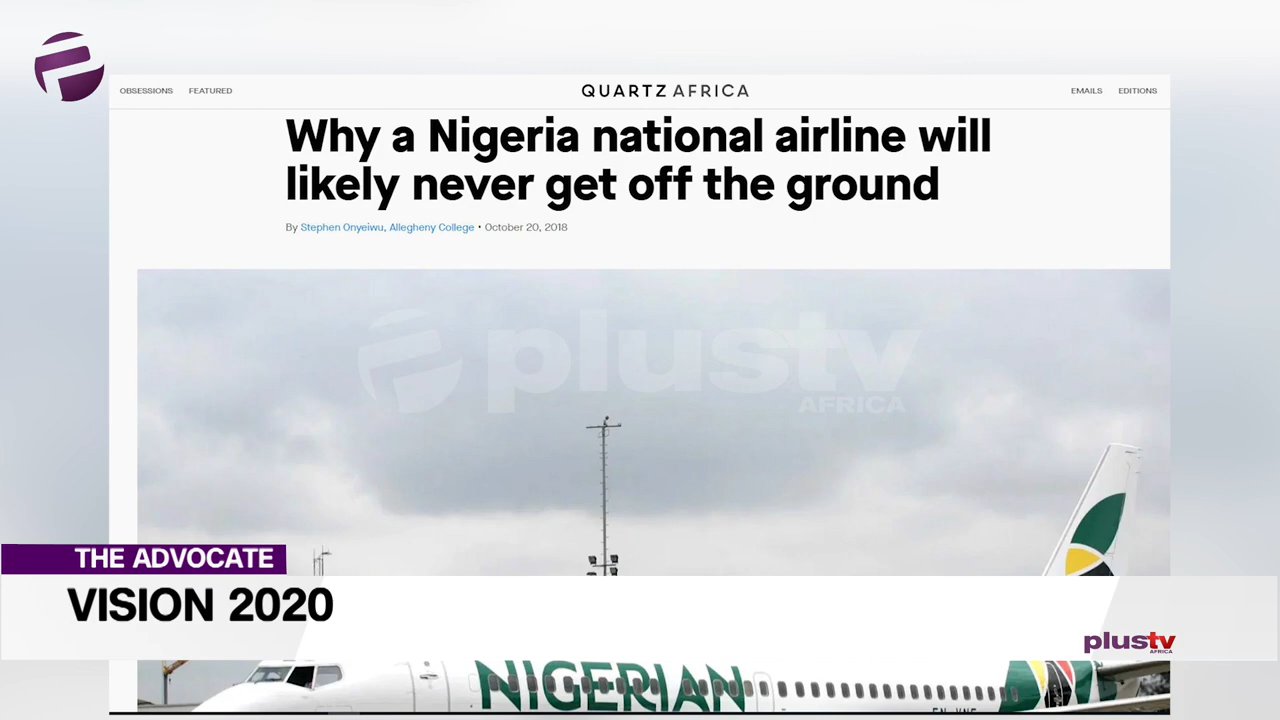 OBSESSIONS FEATURED QUARTZ AFRICA EMAILS EDITIONS
Why a Nigeria national airline will
likely never get off the ground
By Stephen Onyeiwu, Allegheny College • October 20, 2018
plustv
AFRICA
THE ADVOCATE
VISION 2020
plustv
AFRICA
NIGERIAN